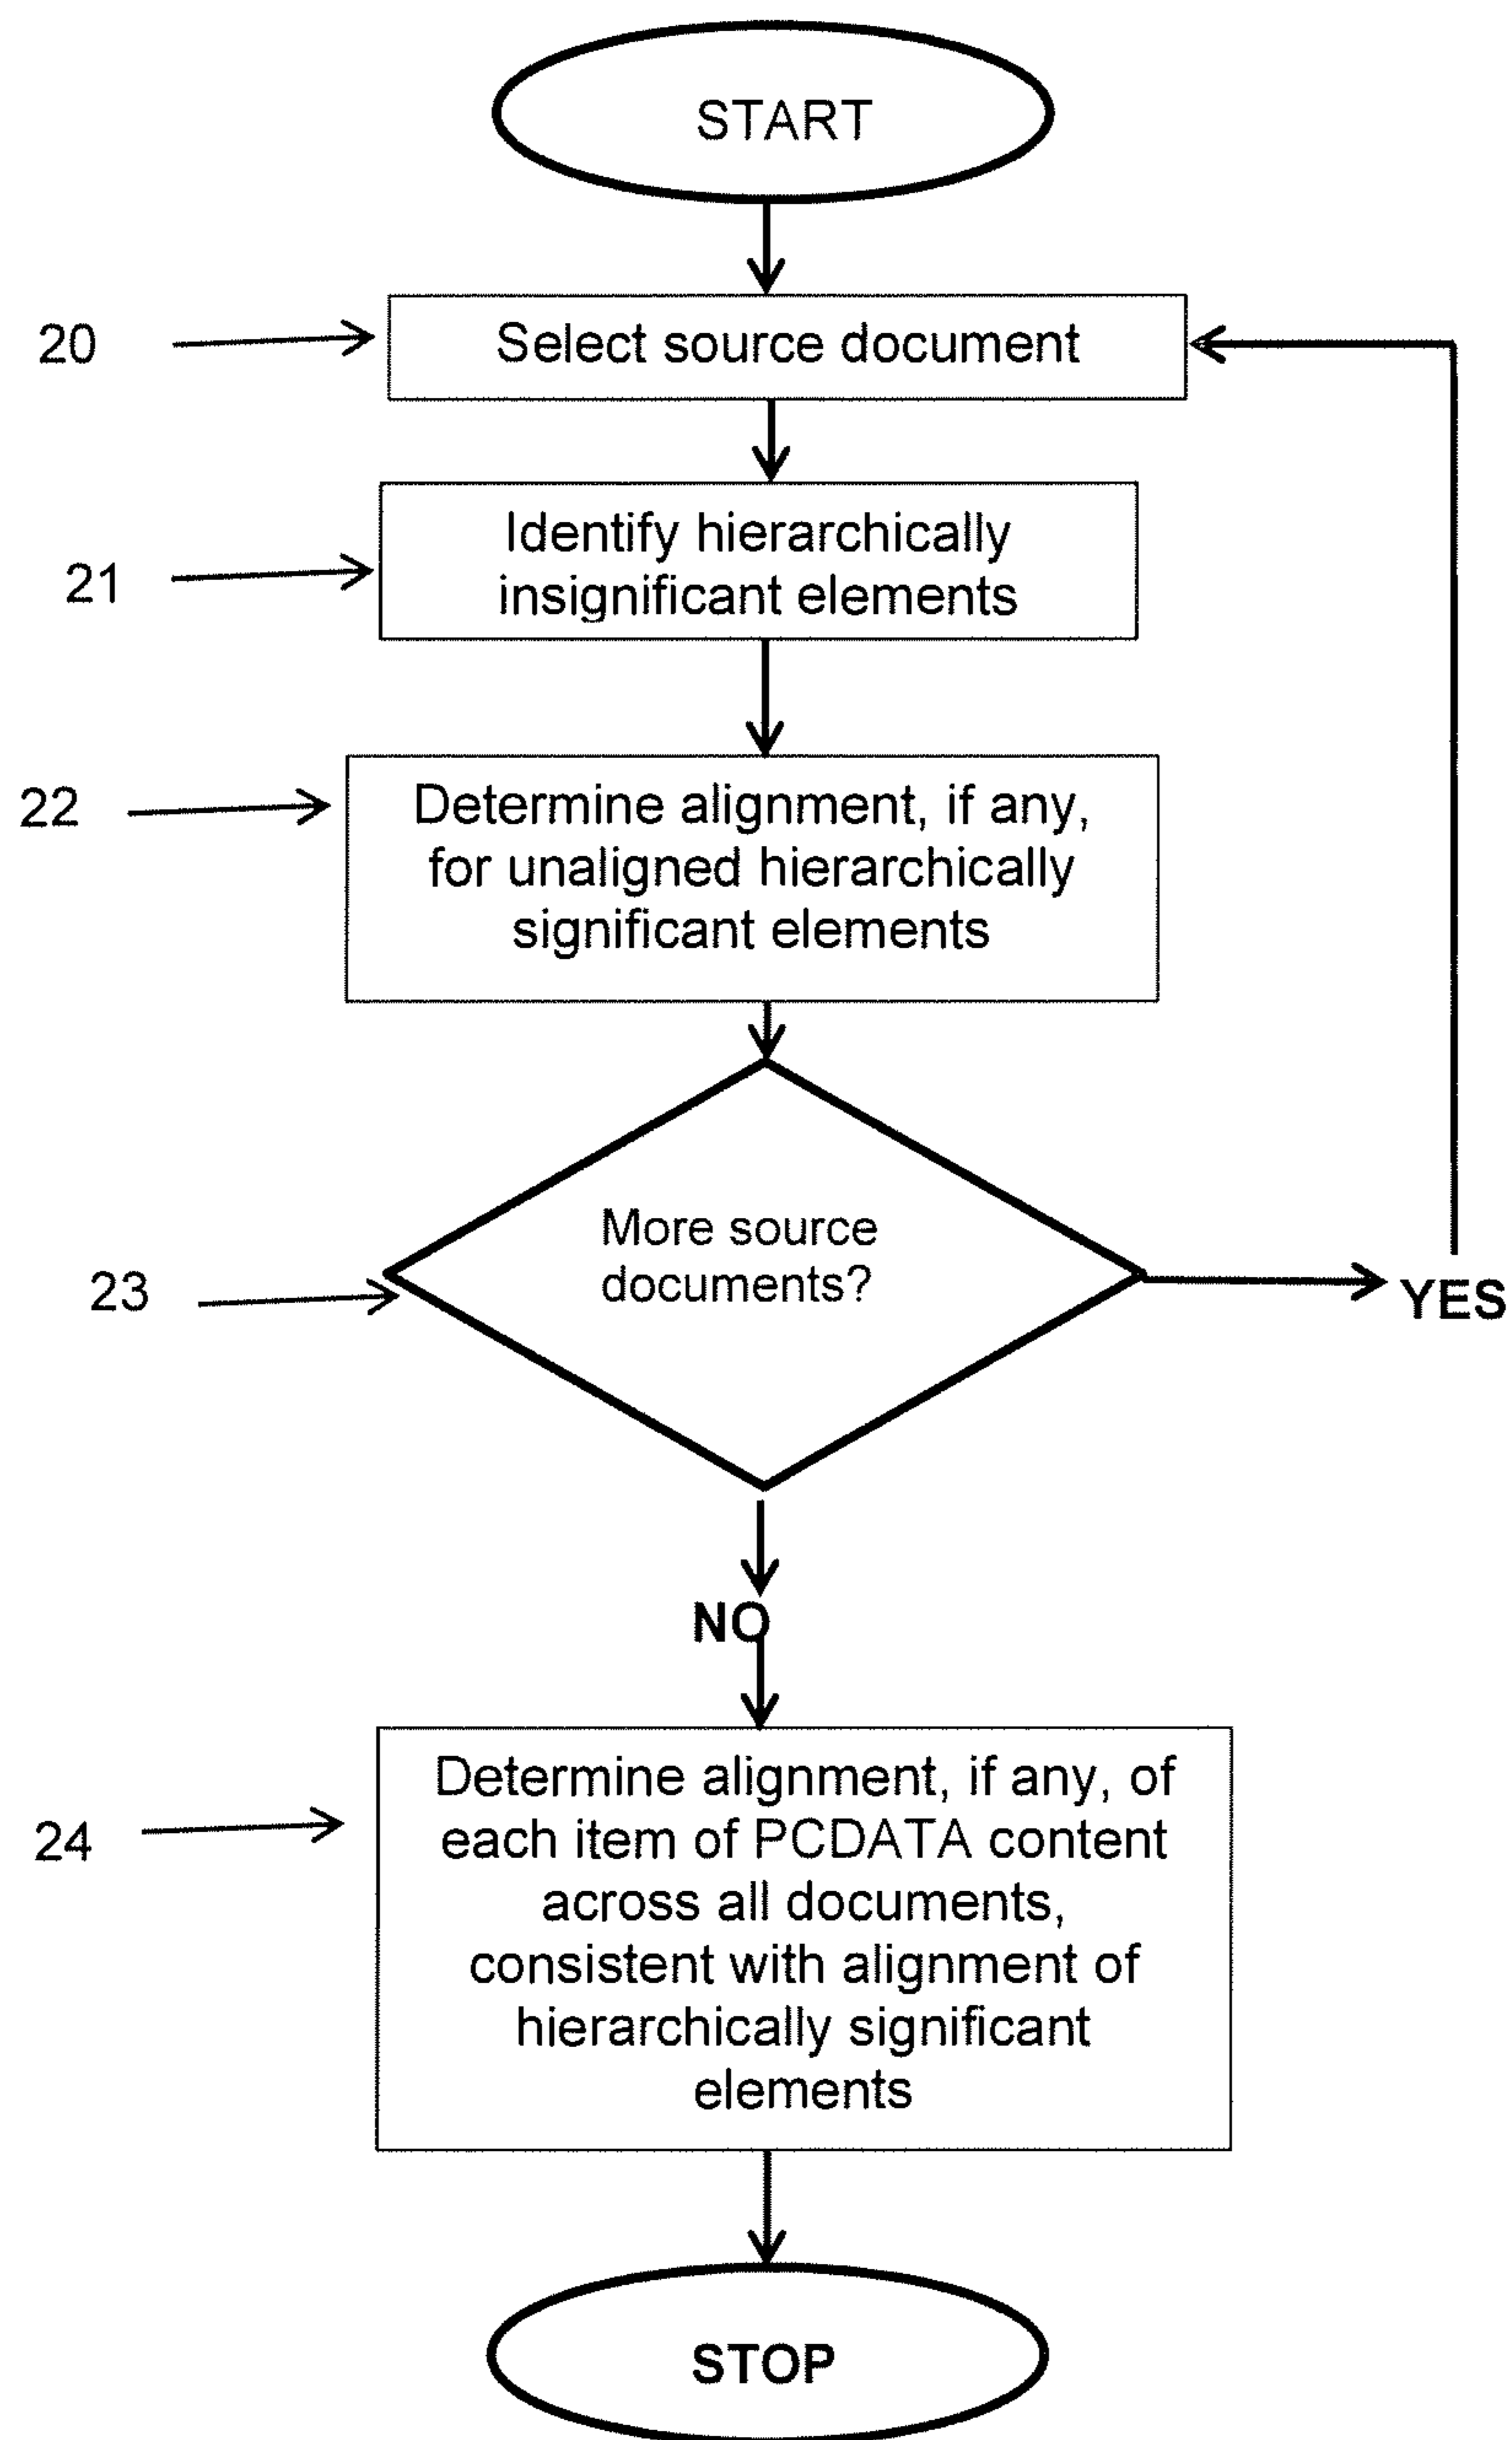 START
20
Select source document
21
Identify hierarchically
insignificant elements
22
Determine alignment, if any,
for unaligned hierarchically
significant elements
23
More source
documents?
YES
NO
24
Determine alignment, if any, of
each item of PCDATA content
across all documents,
consistent with alignment of
hierarchically significant
elements
STOP